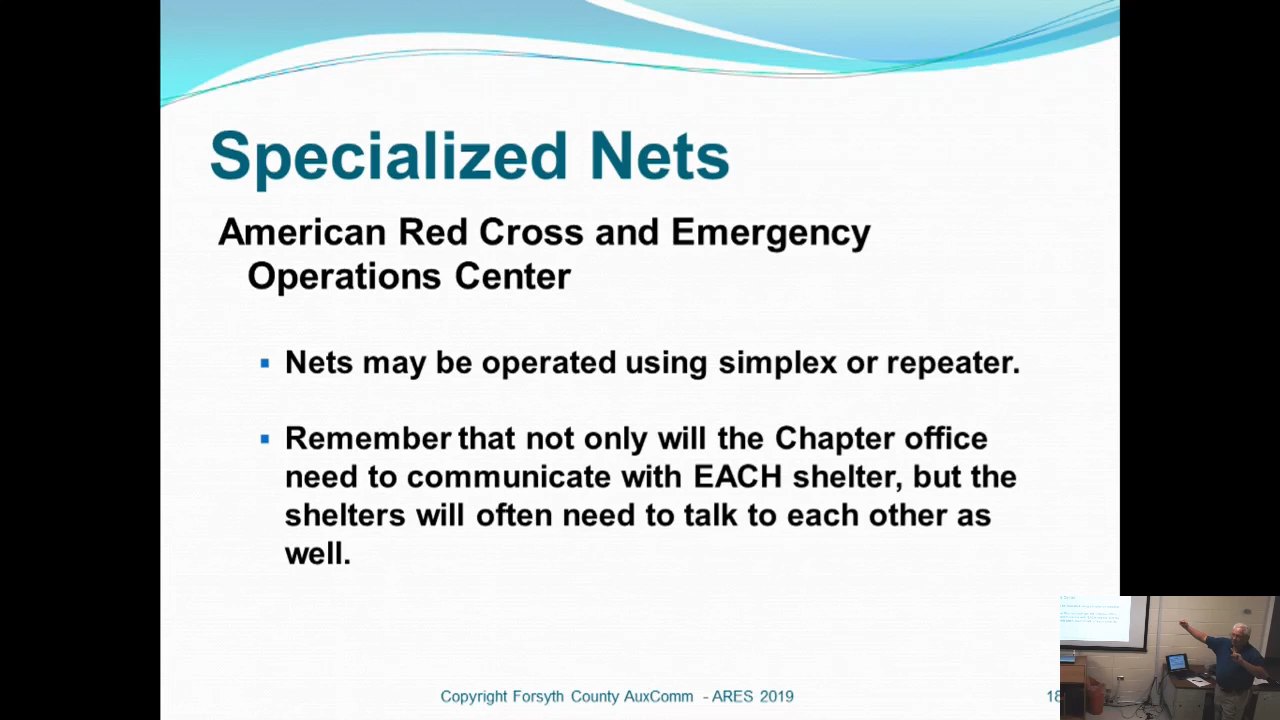 Specialized Nets
American Red Cross and Emergency
Operations Center
▪ Nets may be operated using simplex or repeater.
▪ Remember that not only will the Chapter office
need to communicate with EACH shelter, but the
shelters will often need to talk to each other as
well.
Copyright Forsyth County AuxComm - ARES 2019
18